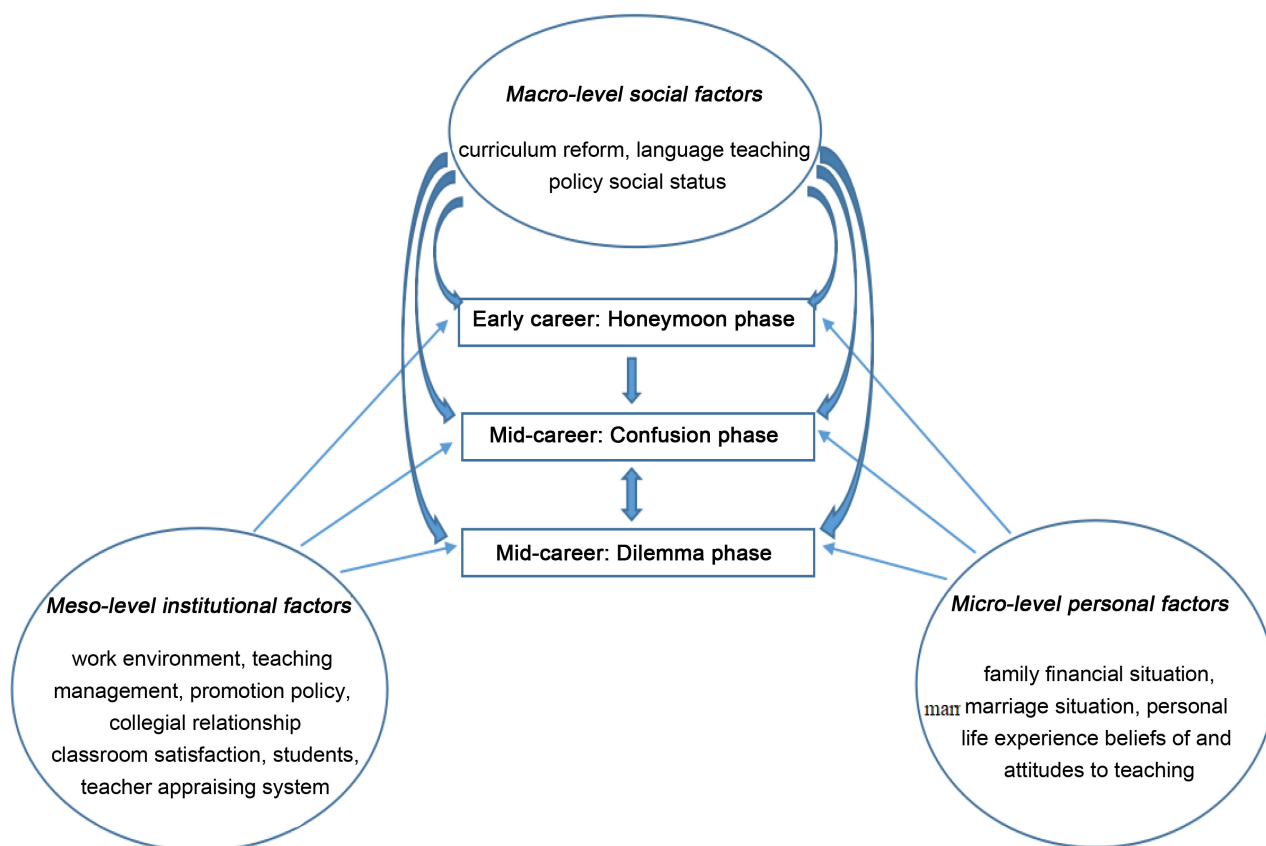 Macro-level social factors
curriculum reform, language teaching
policy social status
Early career: Honeymoon phase
Mid-career: Confusion phase
Mid-career: Dilemma phase
Meso-level institutional factors
work environment, teaching
management, promotion policy,
collegial relationship
classroom satisfaction, students,
teacher appraising system
Micro-level personal factors
family financial situation,
marr marriage situation, personal
life experience beliefs of and
attitudes to teaching